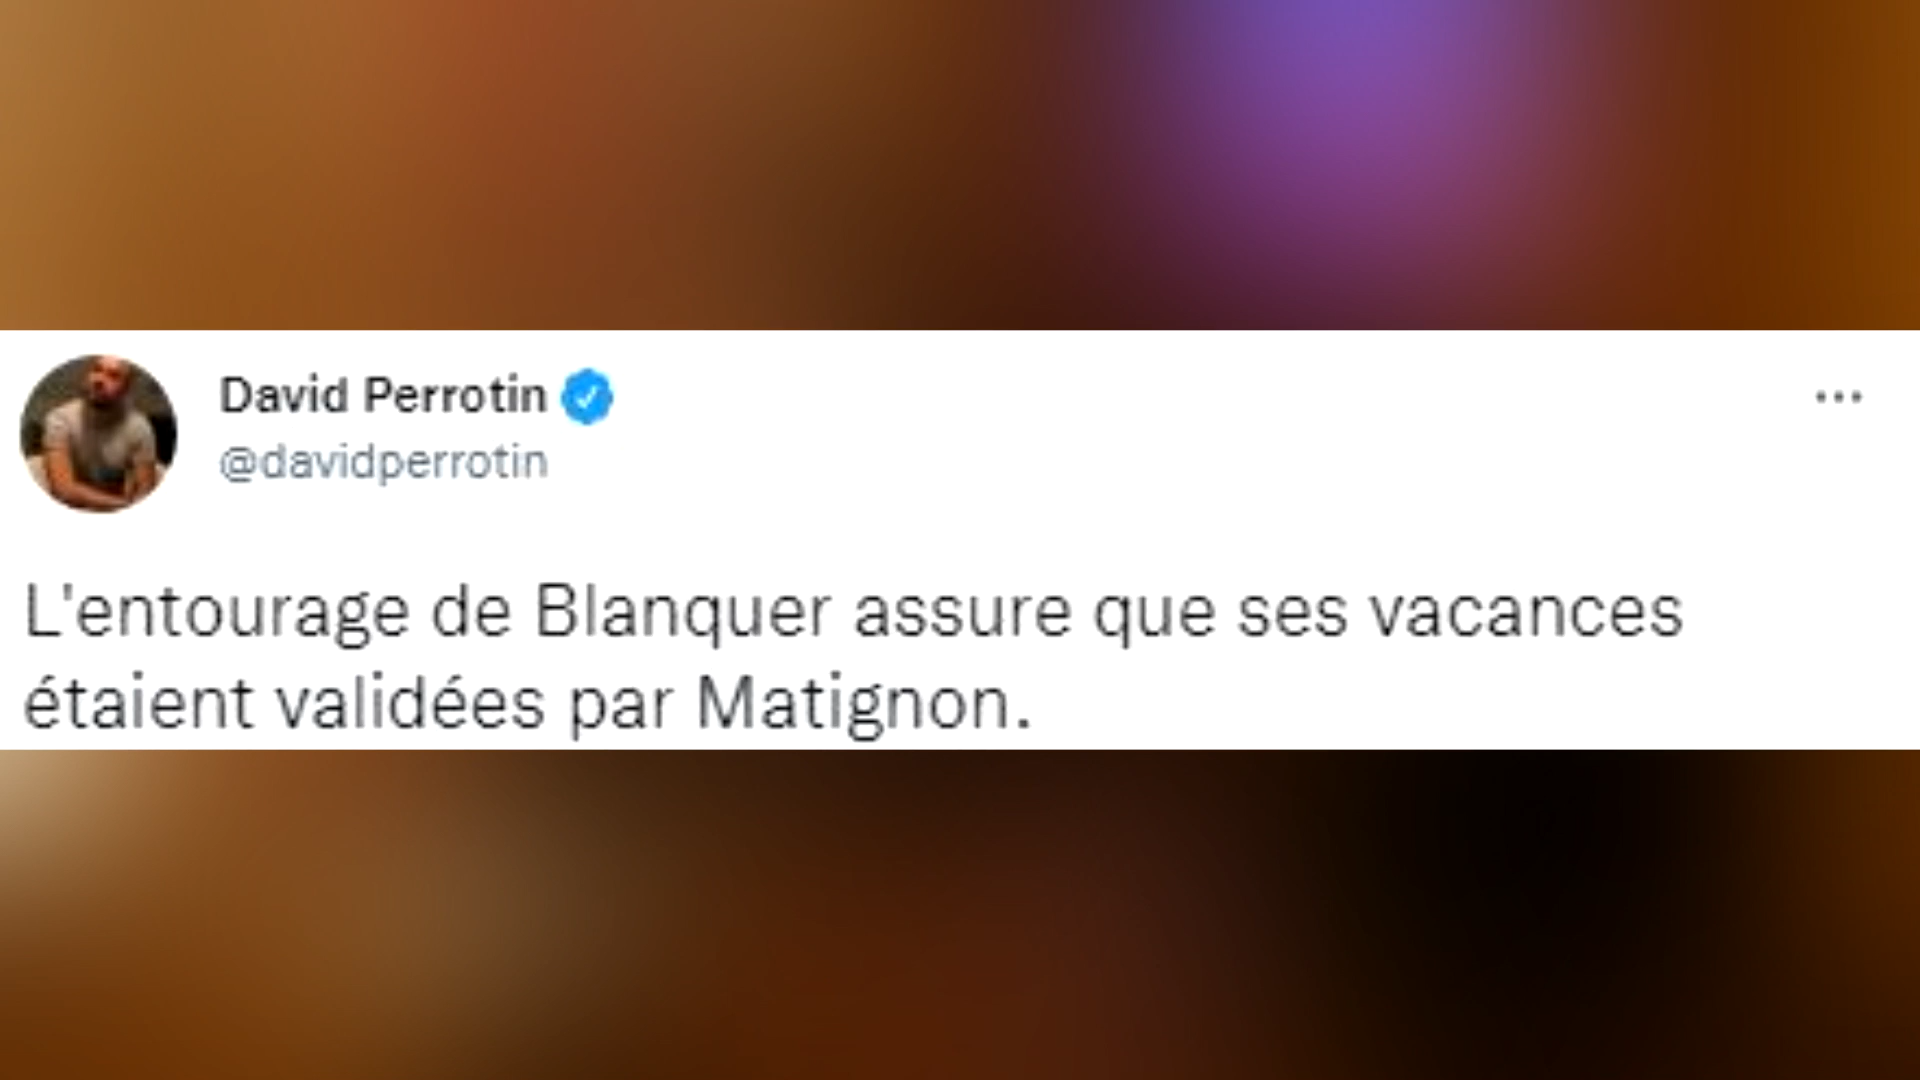 David Perrotin
@davidperrotin
L'entourage de Blanquer assure que ses vacances
étaient validées par Matignon.